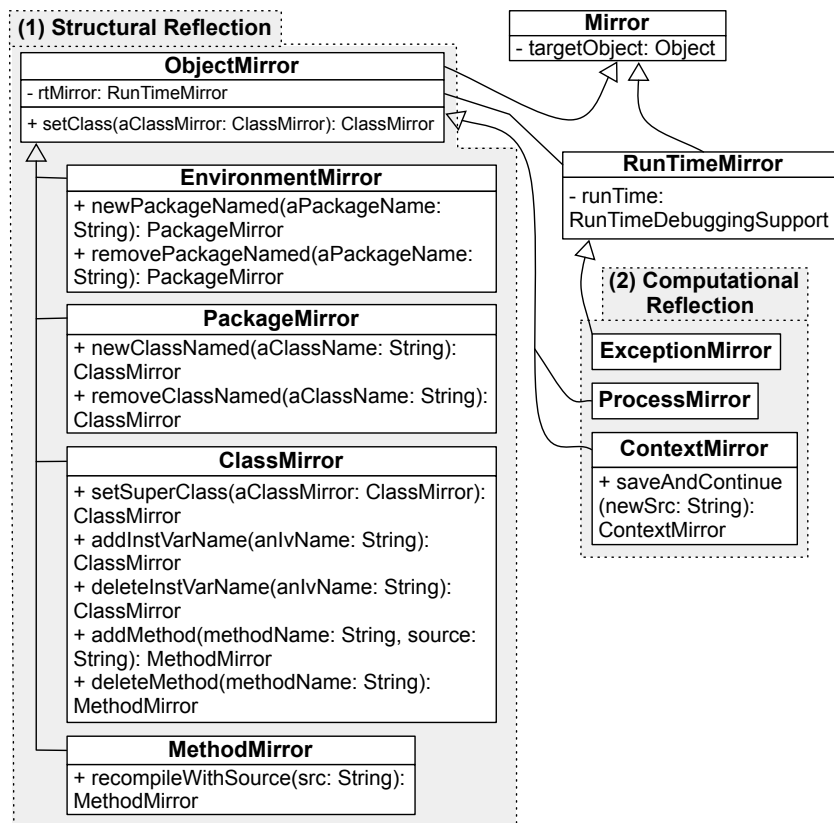 (1) Structural Reflection
ObjectMirror
- rtMirror: RunTimeMirror
+ setClass(aClassMirror: ClassMirror): ClassMirror
EnvironmentMirror
+ newPackageNamed(aPackageName:
String): PackageMirror
+ removePackageNamed(aPackageName:
String): PackageMirror
PackageMirror
+ newClassNamed(aClassName: String):
ClassMirror
+ removeClassNamed(aClassName: String):
ClassMirror
ClassMirror
+ setSuperClass(aClassMirror: ClassMirror):
ClassMirror
+ addInstVarName(anIvName: String):
ClassMirror
+ deleteInstVarName(anIvName: String):
ClassMirror
+ addMethod(methodName: String, source:
String): MethodMirror
+ deleteMethod(methodName: String):
MethodMirror
MethodMirror
+ recompileWithSource(src: String):
MethodMirror
Mirror
- targetObject: Object
RunTimeMirror
- runTime:
RunTimeDebuggingSupport
(2) Computational
Reflection
ExceptionMirror
ProcessMirror
ContextMirror
+ saveAndContinue
(newSrc: String):
ContextMirror